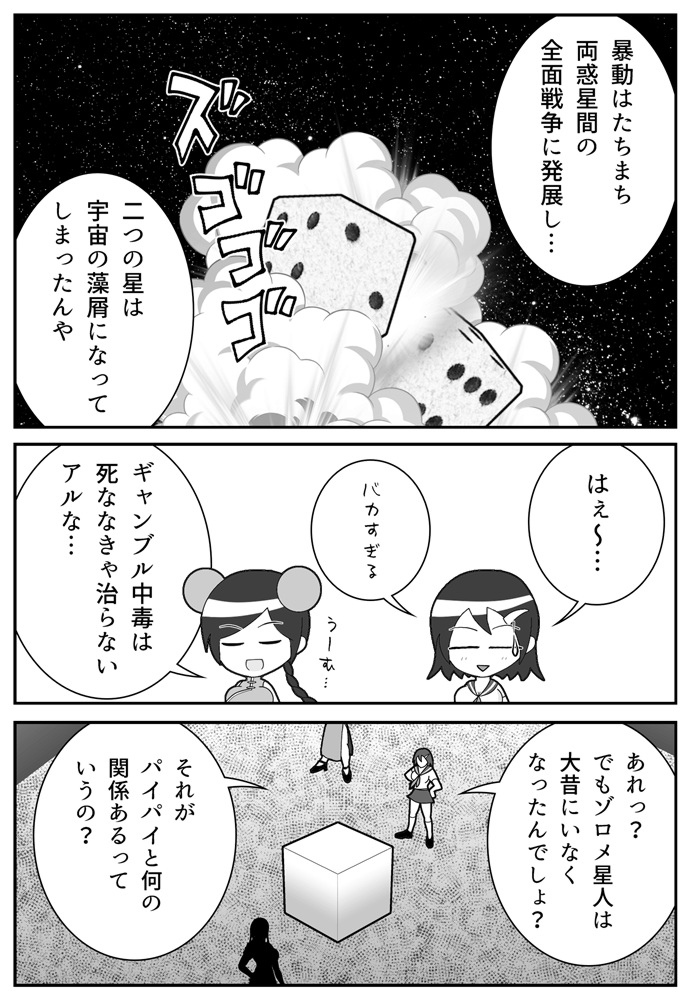 暴動はたちまち
両惑星間の
全面戦争に発展し…
ズゴゴゴ
二つの星は
宇宙の藻屑になって
しまったんや
はぇ～…
バカすぎる
うーむ…
ギャンブル中毒は
死ななきゃ治らない
アルな…
あれっ？
でもゾロメ星人は
大昔にいなく
なったんでしょ？
それが
パイパイと何の
関係あるって
いうの？